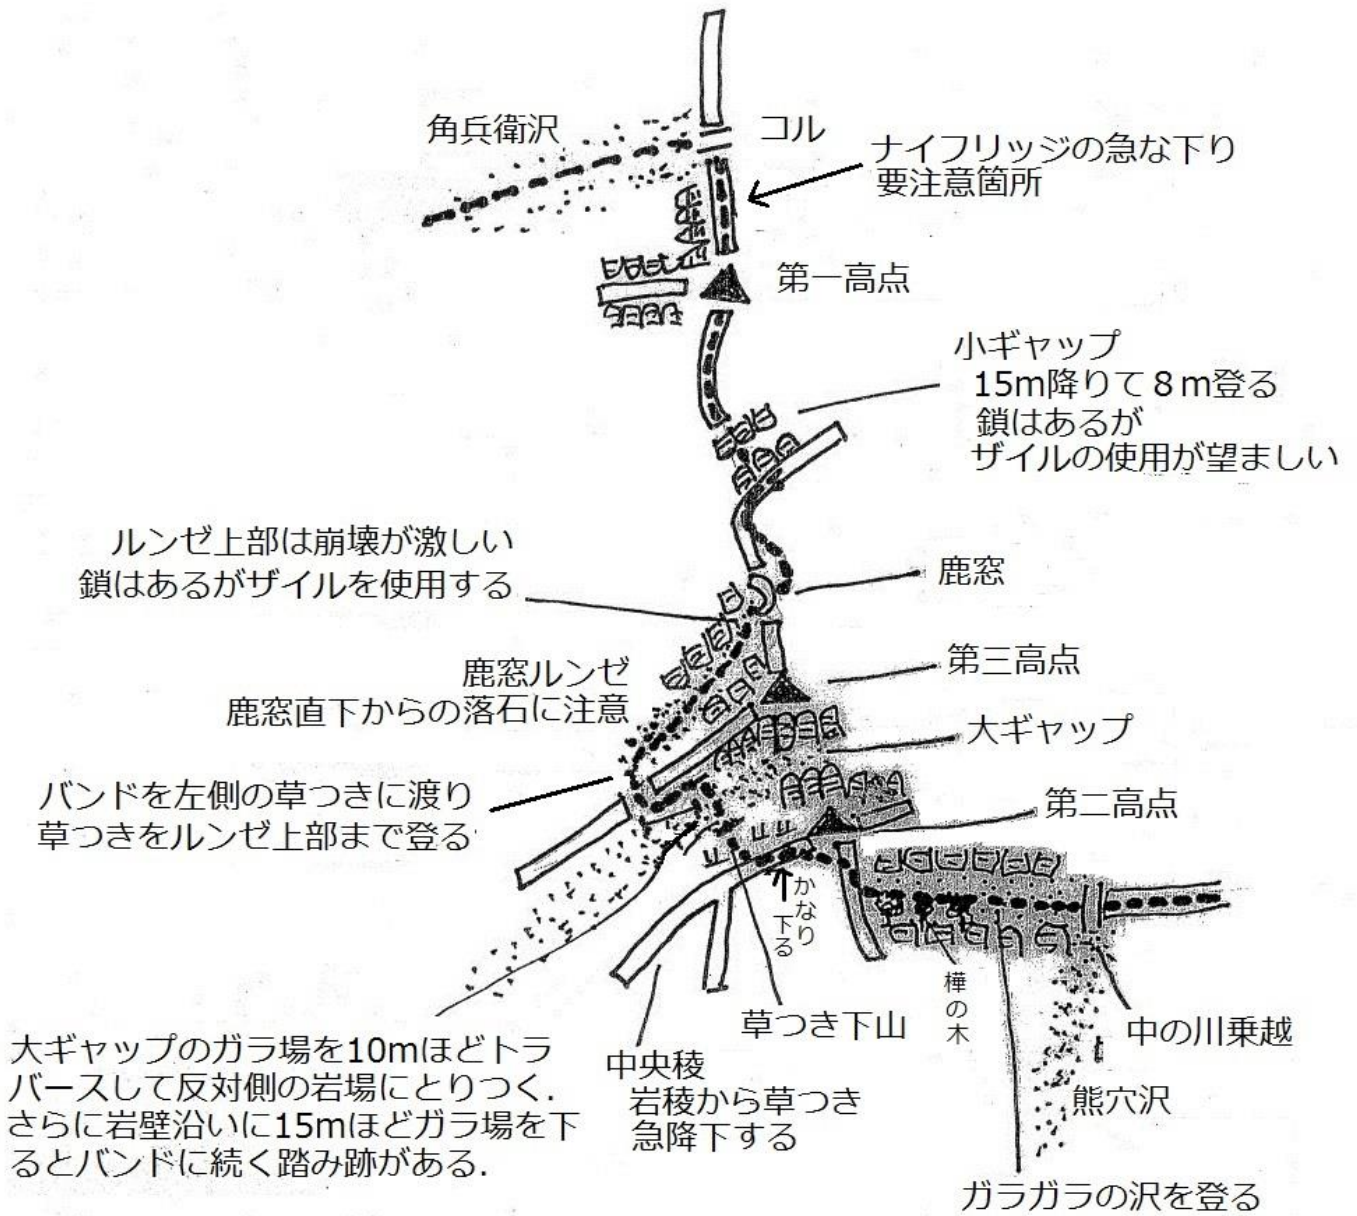 角兵衛沢
コル
ナイフリッジの急な下り
要注意箇所
第一高点
小ギャップ
15m降りて８m登る
鎖はあるが
ザイルの使用が望ましい
ルンゼ上部は崩壊が激しい
鎖はあるがザイルを使用する
鹿窓
第三高点
鹿窓ルンゼ
鹿窓直下からの落石に注意
大ギャップ
バンドを左側の草つきに渡り
草つきをルンゼ上部まで登る
第二高点
かなり
下る
樺の木
草つき下山
中の川乗越
中央稜
岩稜から草つき
急降下する
熊穴沢
大ギャップのガラ場を10mほどトラ
バースして反対側の岩場にとりつく.
さらに岩壁沿いに15mほどガラ場を下
るとバンドに続く踏み跡がある.
ガラガラの沢を登る